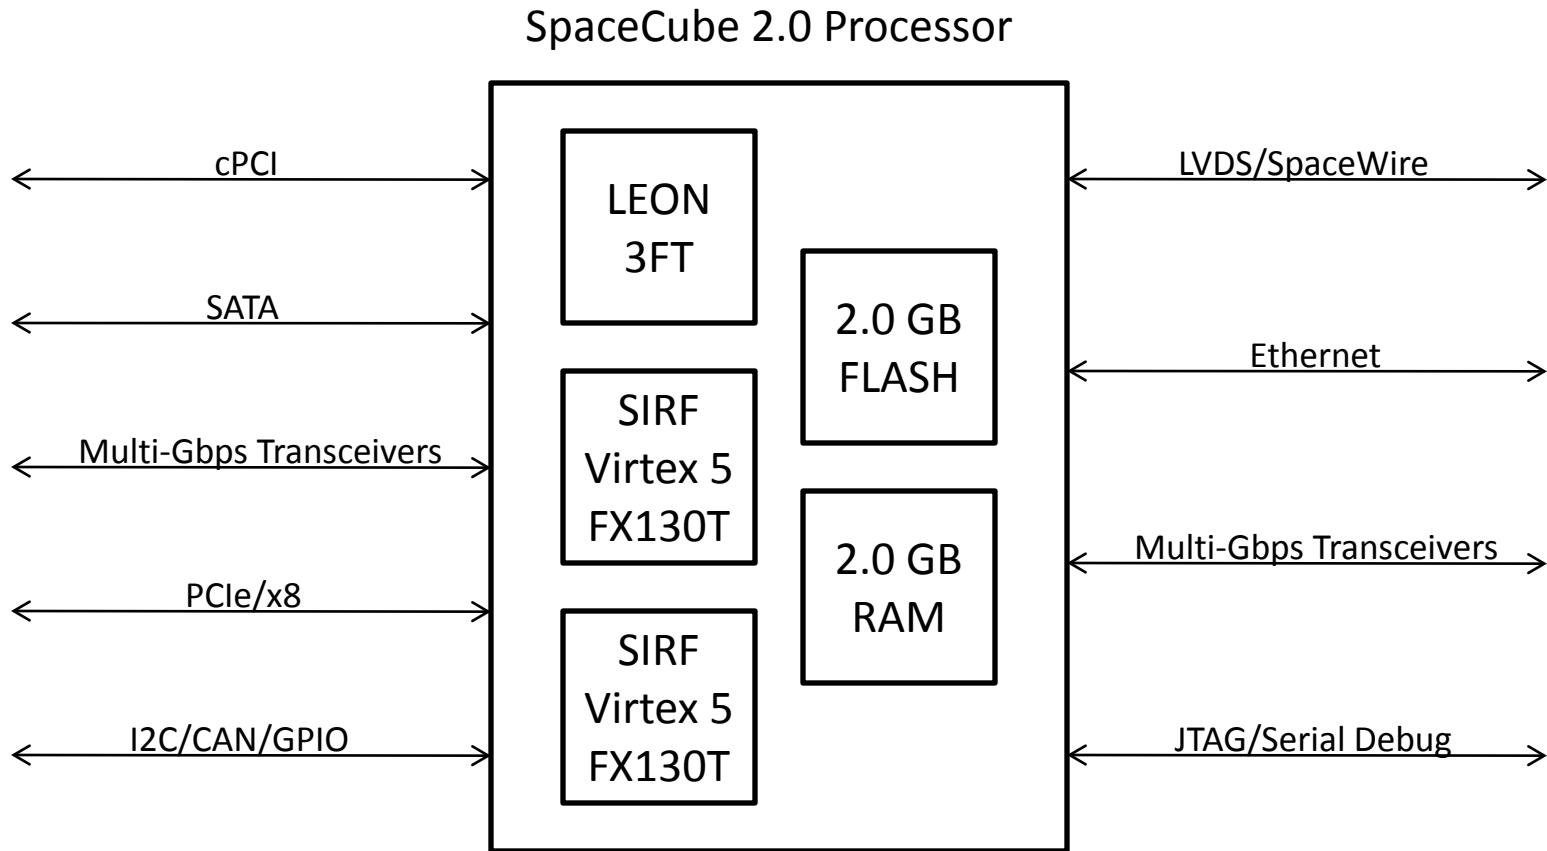 SpaceCube 2.0 Processor
cPCI
SATA
Multi-Gbps Transceivers
PCIe/x8
I2C/CAN/GPIO
LEON
3FT
SIRF
Virtex 5
FX130T
SIRF
Virtex 5
FX130T
2.0 GB
FLASH
2.0 GB
RAM
LVDS/SpaceWire
Ethernet
Multi-Gbps Transceivers
JTAG/Serial Debug